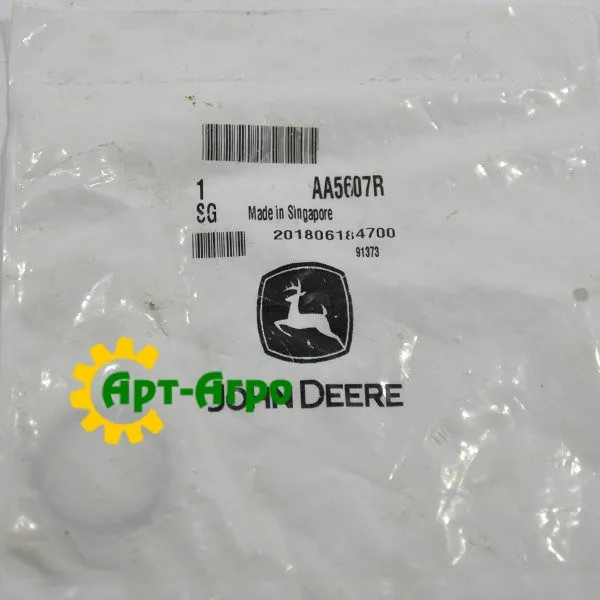 1 AA5607R
SG Made in Singapore
201806184700
91373
Арт-Агро
JOHN DEERE